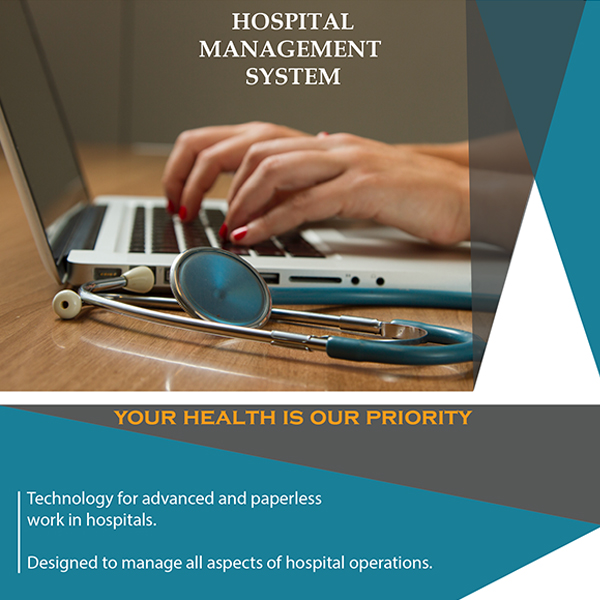 HOSPITAL
MANAGEMENT
SYSTEM
YOUR HEALTH IS OUR PRIORITY
Technology for advanced and paperless
work in hospitals.
Designed to manage all aspects of hospital operations.